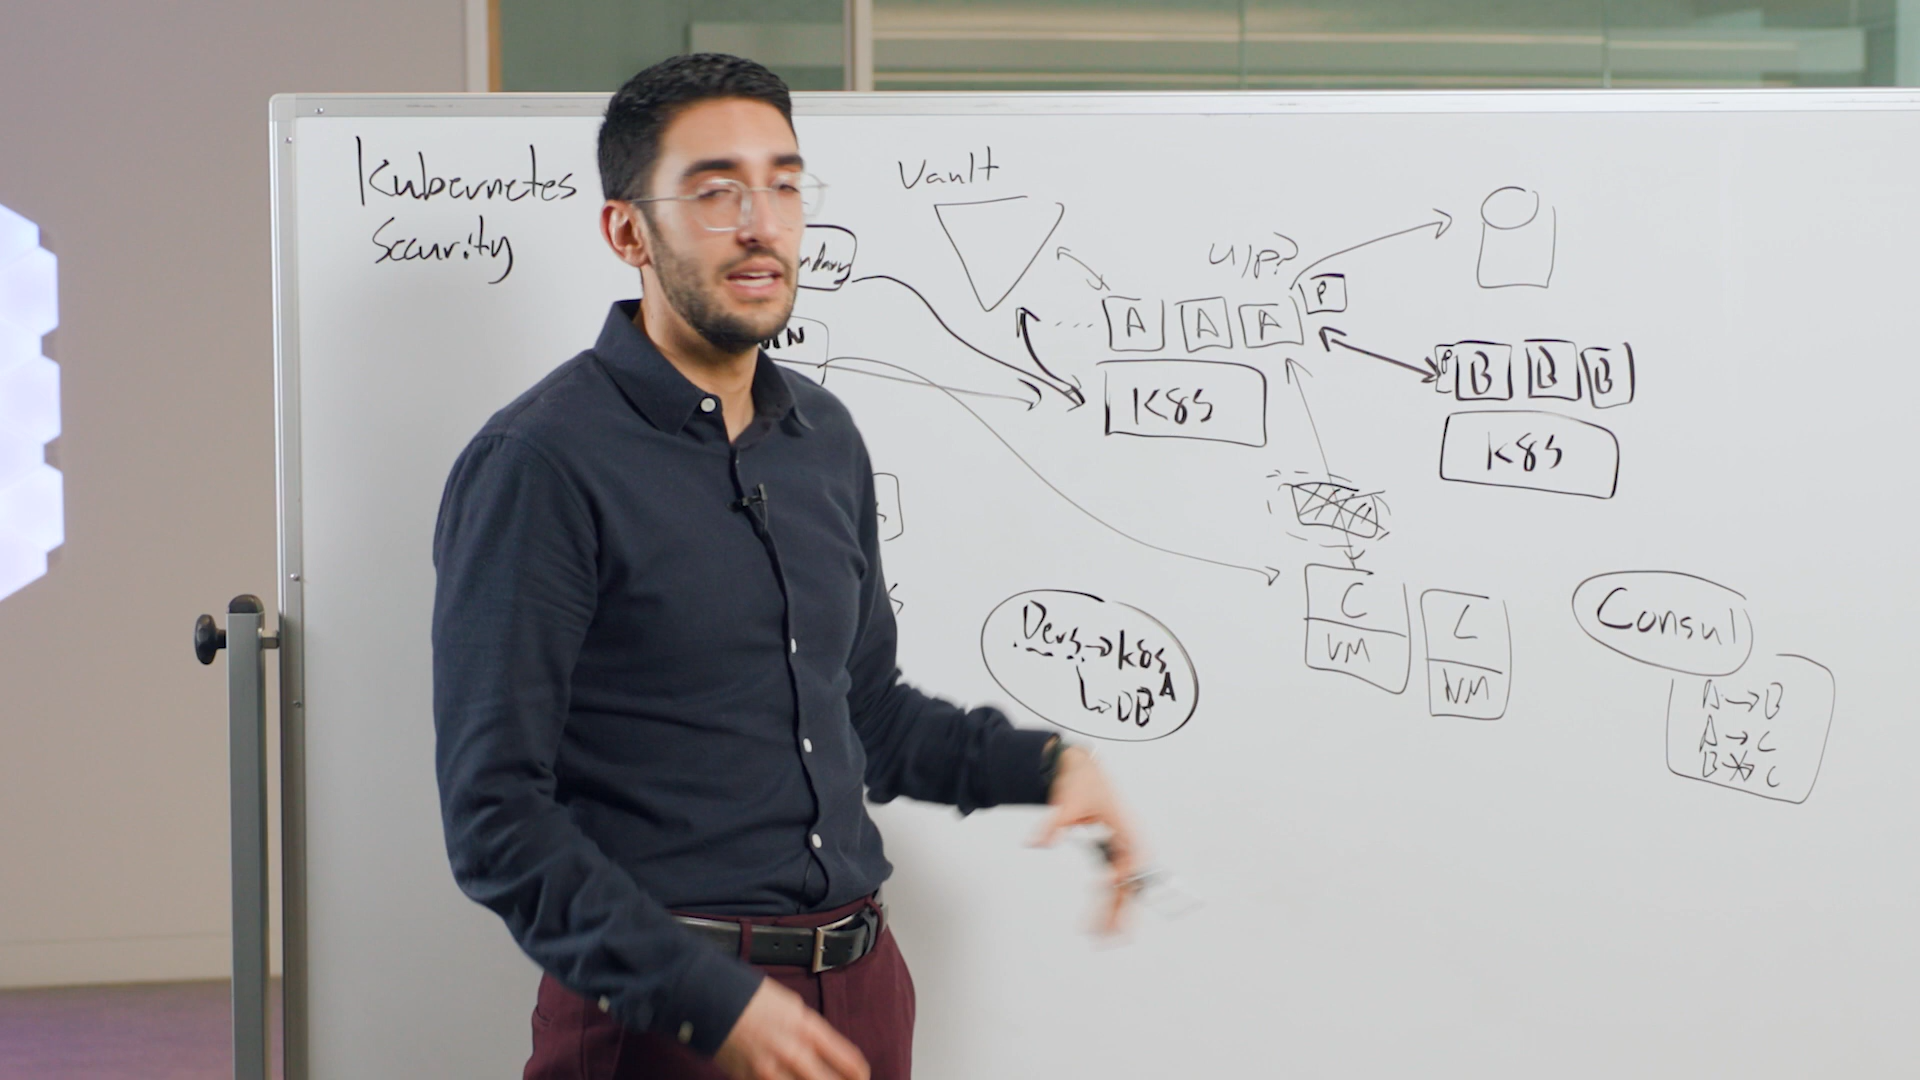 Kubernetes
Security
Vault
U/P?
P
A A A
K8S
P B B B
K8S
C
VM
C
VM
Devs → K8s
↳ DB
A
Consul
A → B
A → C
B ↛ C